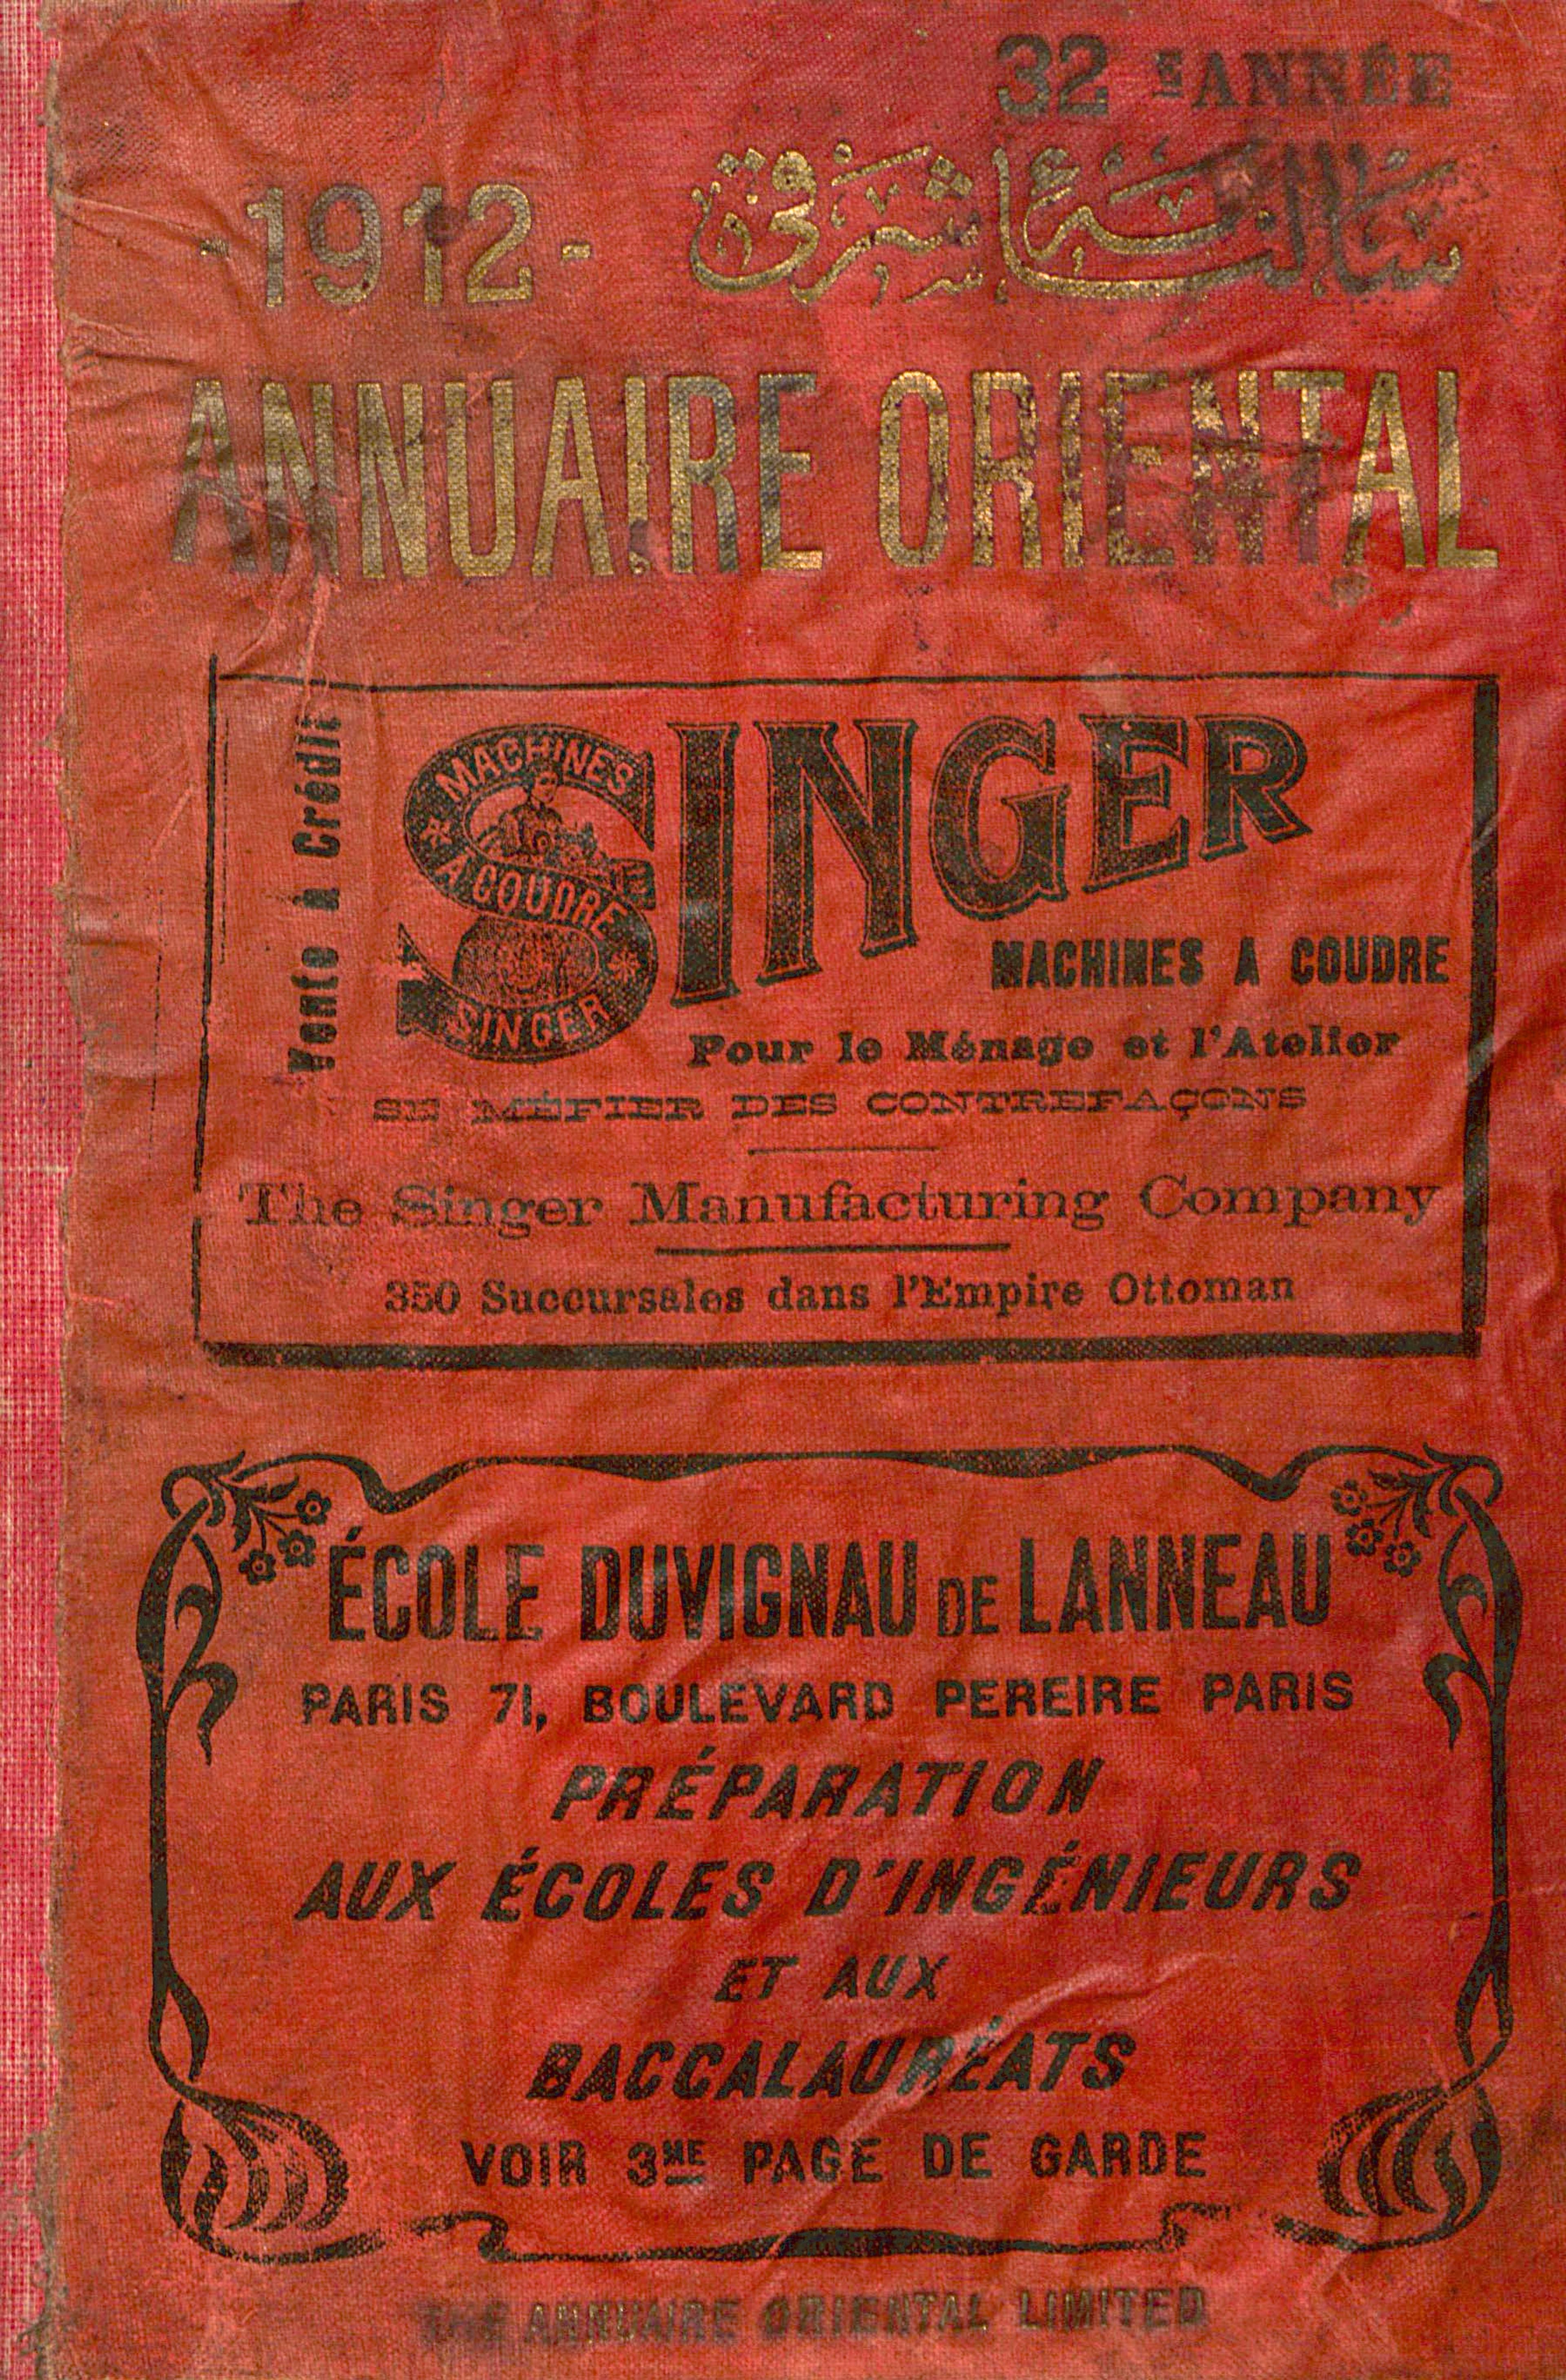 32 E ANNÉE
- 1912 -
سالنامهٔ شرقی
ANNUAIRE ORIENTAL
Vente à Crédit
SINGER
MACHINES
A COUDRE
SINGER
MACHINES A COUDRE
Pour le Ménage et l'Atelier
SE MÉFIER DES CONTREFAÇONS
The Singer Manufacturing Company
350 Succursales dans l'Empire Ottoman
ÉCOLE DUVIGNAU DE LANNEAU
PARIS 71, BOULEVARD PEREIRE PARIS
PRÉPARATION
AUX ÉCOLES D'INGÉNIEURS
ET AUX
BACCALAURÉATS
VOIR 3ME PAGE DE GARDE
THE ANNUAIRE ORIENTAL LIMITED